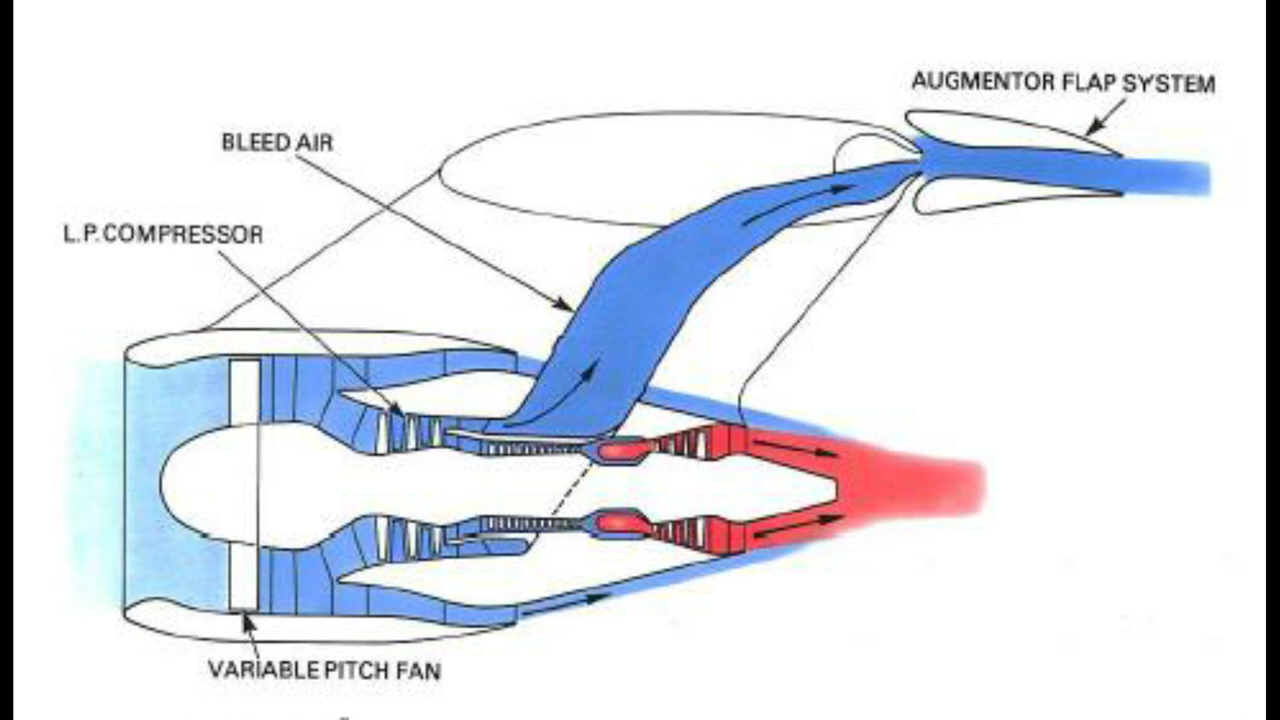 AUGMENTOR FLAP SYSTEM
BLEED AIR
L.P. COMPRESSOR
VARIABLE PITCH FAN